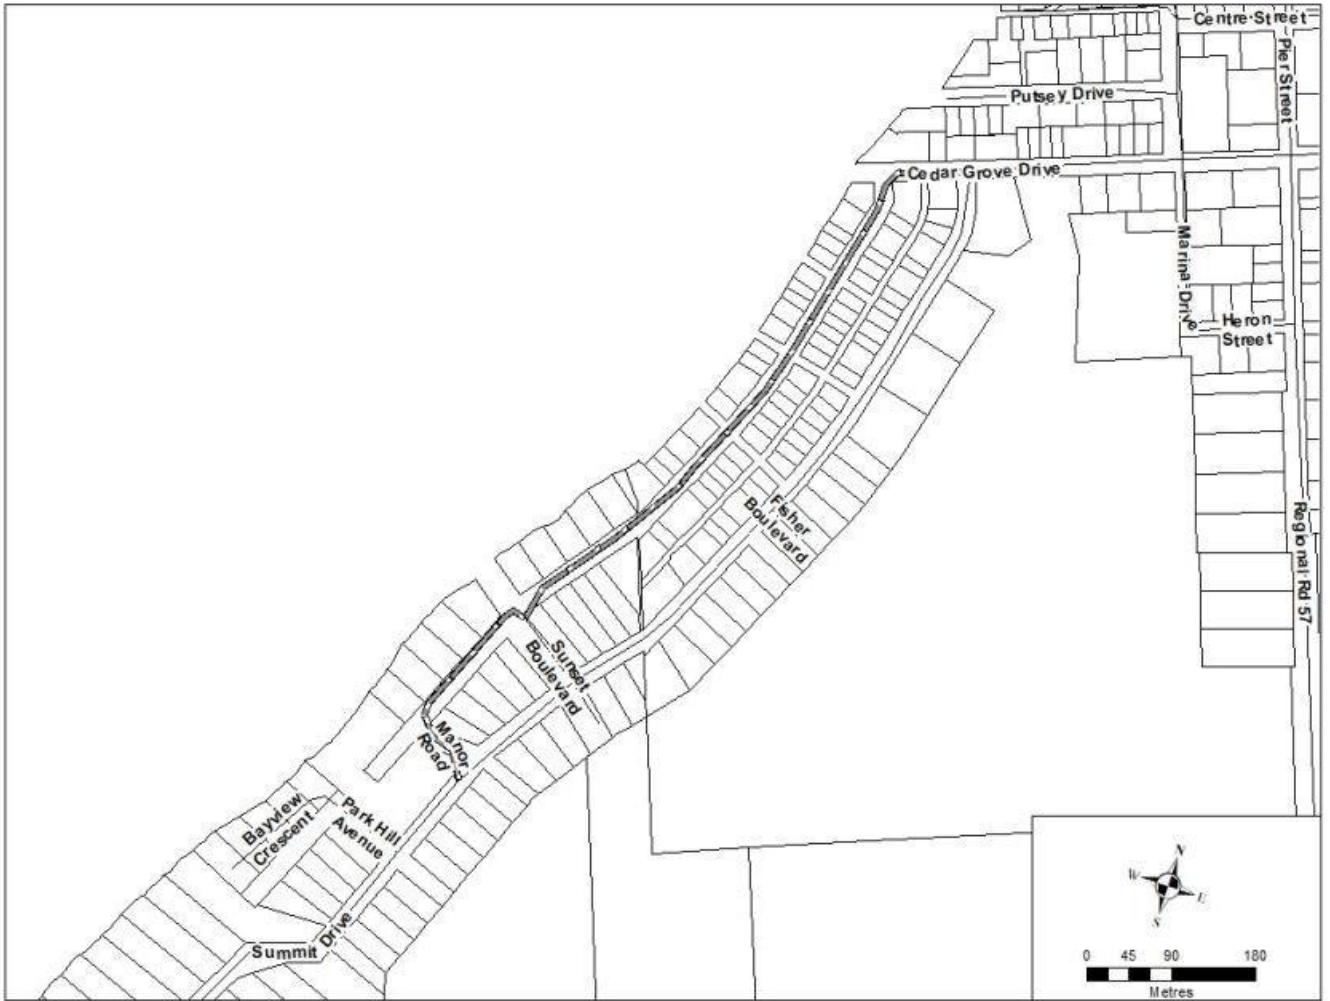 Centre Street
Pier Street
Putsey Drive
Cedar Grove Drive
Marina Drive
Heron
Street
Regional Rd 57
Fisher
Boulevard
Sunset
Boulevard
Manor
Road
Park Hill
Avenue
Bayview
Crescent
Summit Drive
N
W
E
S
0 45 90 180
Metres